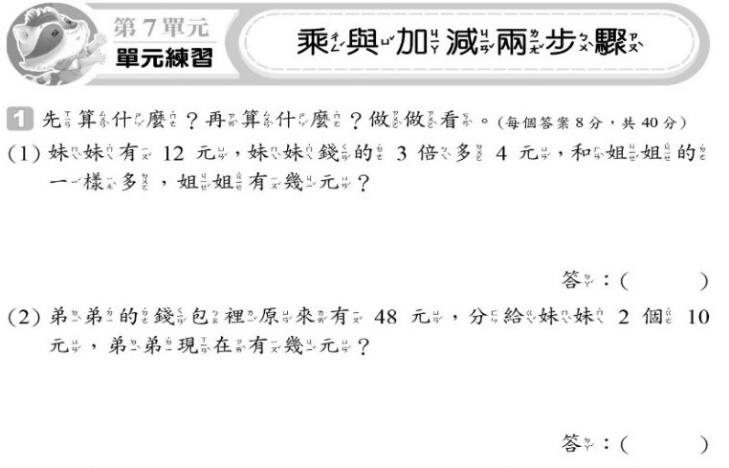 第7單元
單元練習
乘與加減兩步驟
1 先算什麼？再算什麼？做做看。(每個答案8分，共40分)
(1) 妹妹有 12 元，妹妹錢的 3 倍多 4 元，和姐姐的
一樣多，姐姐有幾元？
答：(　　)
(2) 弟弟的錢包裡原來有 48 元，分給妹妹 2 個 10
元，弟弟現在有幾元？
答：(　　)